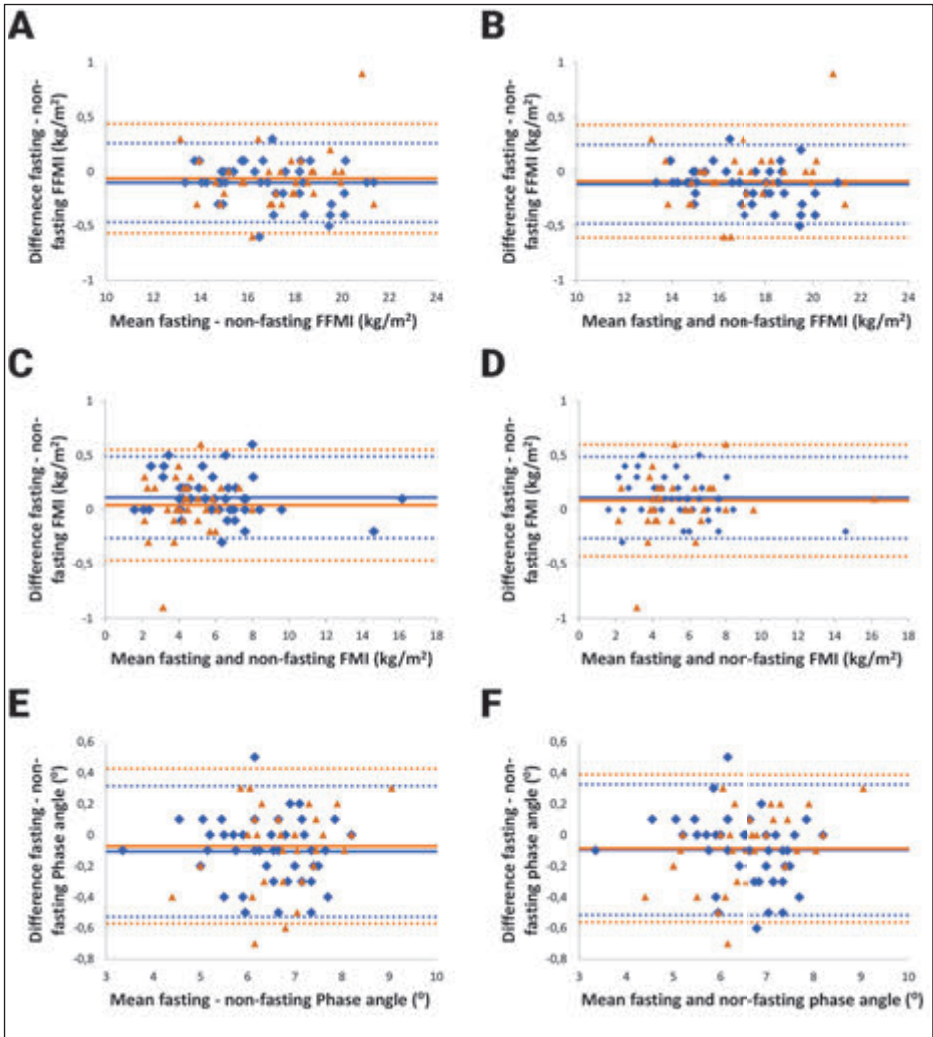 A
Differnece fasting - non-
fasting FFMI (kg/m²)
1
0,5
0
-0,5
-1
10 12 14 16 18 20 22 24
Mean fasting - non-fasting FFMI (kg/m²)
B
Difference fasting - non-
fasting FFMI (kg/m²)
1
0,5
0
-0,5
-1
10 12 14 16 18 20 22 24
Mean fasting and non-fasting FFMI (kg/m²)
C
Difference fasting - non-
fasting FMI (kg/m²)
1
0,5
0
-0,5
-1
0 2 4 6 8 10 12 14 16 18
Mean fasting and non-fasting FMI (kg/m²)
D
Difference fasting - non-
fasting FMI (kg/m²)
1
0,5
0
-0,5
-1
0 2 4 6 8 10 12 14 16 18
Mean fasting and nor-fasting FMI (kg/m²)
E
Difference fasting - non-
fasting Phase angle (°)
0,6
0,4
0,2
0
-0,2
-0,4
-0,6
-0,8
3 4 5 6 7 8 9 10
Mean fasting - non-fasting Phase angle (°)
F
Difference fasting - non-
fasting Phase angle (°)
0,6
0,4
0,2
0
-0,2
-0,4
-0,6
-0,8
3 4 5 6 7 8 9 10
Mean fasting and nor-fasting phase angle (°)